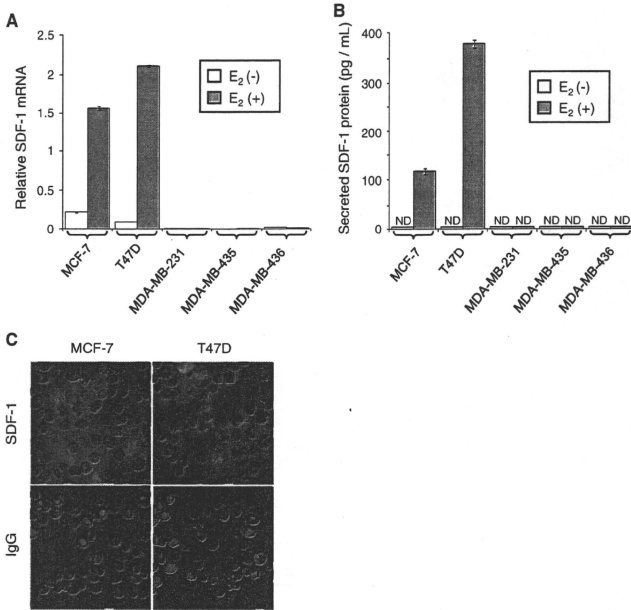 A
Relative SDF-1 mRNA
2.5
2
1.5
1
0.5
0
E2 (-)
E2 (+)
MCF-7
T47D
MDA-MB-231
MDA-MB-435
MDA-MB-436
B
Secreted SDF-1 protein (pg / mL)
400
300
200
100
0
E2 (-)
E2 (+)
ND
ND
ND ND
ND ND
ND ND
MCF-7
T47D
MDA-MB-231
MDA-MB-435
MDA-MB-436
C
MCF-7
T47D
SDF-1
IgG